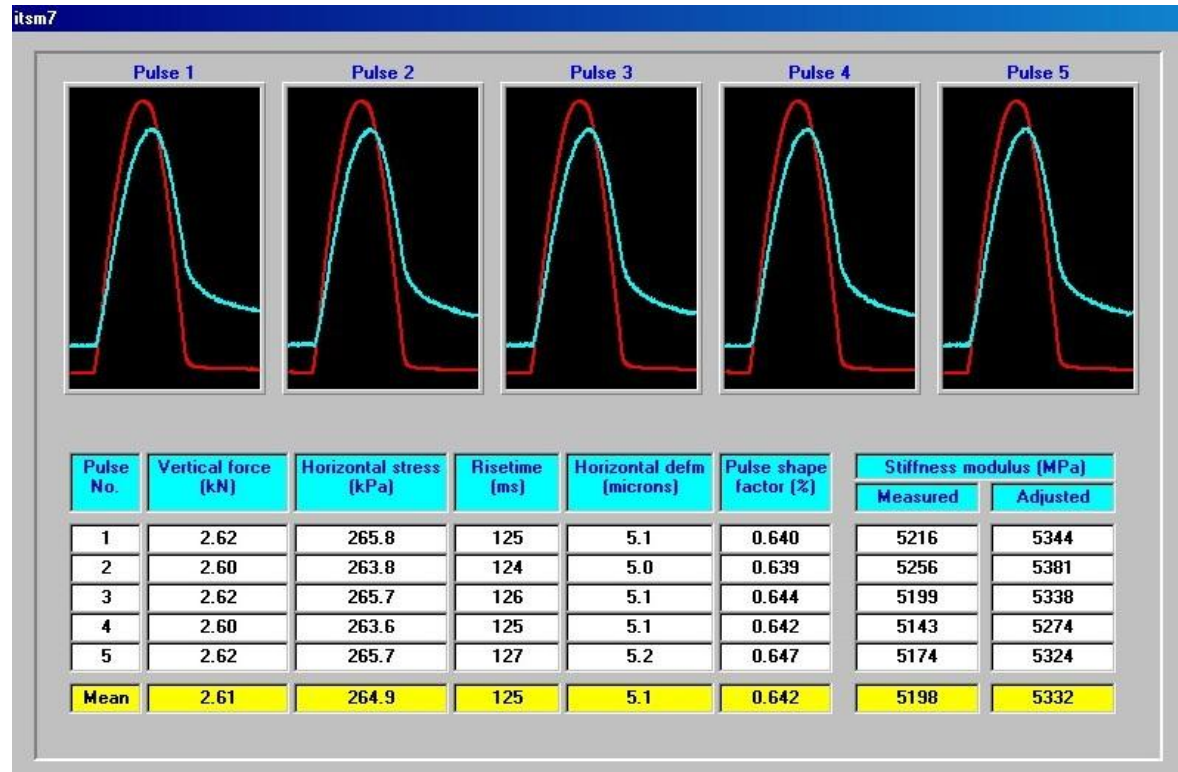 itsm7
Pulse 1 Pulse 2 Pulse 3 Pulse 4 Pulse 5
Pulse No. Vertical force (kN) Horizontal stress (kPa) Risetime (ms) Horizontal defm (microns) Pulse shape factor (%) Stiffness modulus (MPa)
Measured Adjusted
1 2.62 265.8 125 5.1 0.640 5216 5344
2 2.60 263.8 124 5.0 0.639 5256 5381
3 2.62 265.7 126 5.1 0.644 5199 5338
4 2.60 263.6 125 5.1 0.642 5143 5274
5 2.62 265.7 127 5.2 0.647 5174 5324
Mean 2.61 264.9 125 5.1 0.642 5198 5332